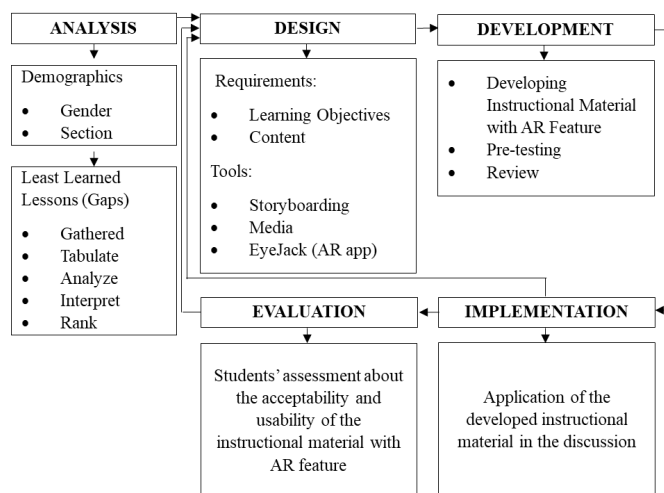 ANALYSIS
Demographics
• Gender
• Section
Least Learned
Lessons (Gaps)
• Gathered
• Tabulate
• Analyze
• Interpret
• Rank
DESIGN
Requirements:
• Learning Objectives
• Content
Tools:
• Storyboarding
• Media
• EyeJack (AR app)
DEVELOPMENT
• Developing
Instructional Material
with AR Feature
• Pre-testing
• Review
EVALUATION
Students’ assessment about
the acceptability and
usability of the
instructional material with
AR feature
IMPLEMENTATION
Application of the
developed instructional
material in the discussion